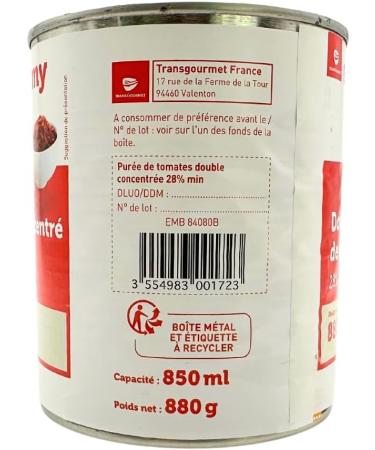 my
Suggestion de présentation
entré
TRANSGOURMET
Transgourmet France
17 rue de la Ferme de la Tour
94460 Valenton
A consommer de préférence avant le /
N° de lot : voir sur l'un des fonds de la
boîte.
Purée de tomates double
concentrée 28% min
DLUO/DDM :
N° de lot :
EMB 84080B
3 554983 001723
BOÎTE MÉTAL
ET ÉTIQUETTE
À RECYCLER
Capacité : 850 ml
Poids net : 880 g
Do
de